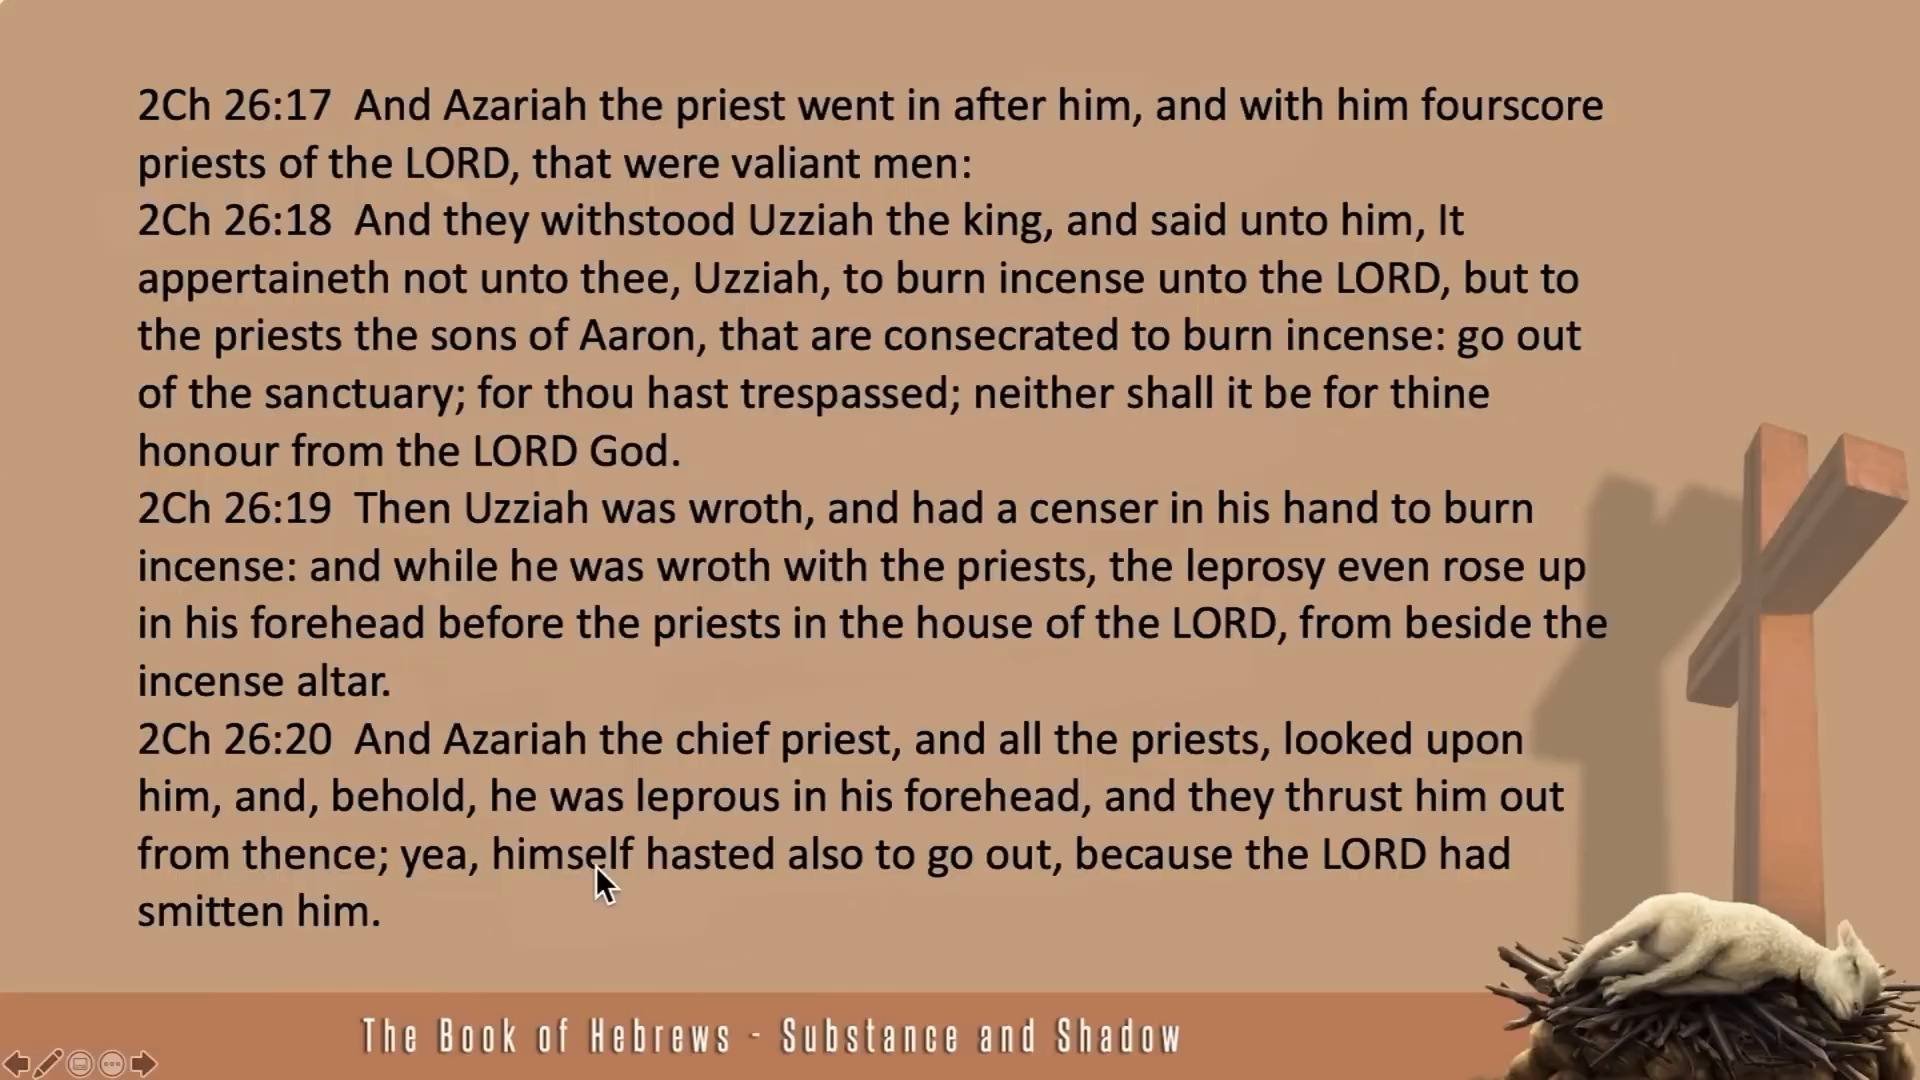 2Ch 26:17  And Azariah the priest went in after him, and with him fourscore
priests of the LORD, that were valiant men:
2Ch 26:18  And they withstood Uzziah the king, and said unto him, It
appertaineth not unto thee, Uzziah, to burn incense unto the LORD, but to
the priests the sons of Aaron, that are consecrated to burn incense: go out
of the sanctuary; for thou hast trespassed; neither shall it be for thine
honour from the LORD God.
2Ch 26:19  Then Uzziah was wroth, and had a censer in his hand to burn
incense: and while he was wroth with the priests, the leprosy even rose up
in his forehead before the priests in the house of the LORD, from beside the
incense altar.
2Ch 26:20  And Azariah the chief priest, and all the priests, looked upon
him, and, behold, he was leprous in his forehead, and they thrust him out
from thence; yea, himself hasted also to go out, because the LORD had
smitten him.
The Book of Hebrews - Substance and Shadow